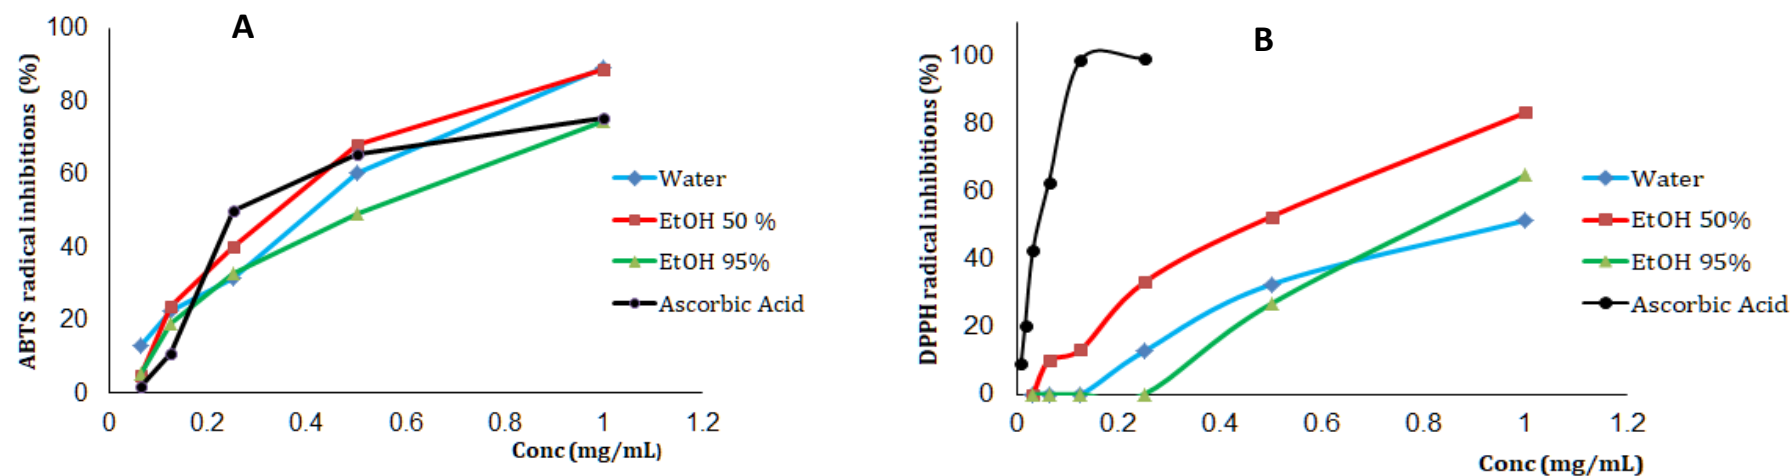 A
ABTS radical inhibitions (%)
100
80
60
40
20
0
0 0.2 0.4 0.6 0.8 1 1.2
Conc (mg/mL)
Water
EtOH 50 %
EtOH 95%
Ascorbic Acid
B
DPPH radical inhibitions (%)
100
80
60
40
20
0
0 0.2 0.4 0.6 0.8 1 1.2
Conc (mg/mL)
Water
EtOH 50%
EtOH 95%
Ascorbic Acid